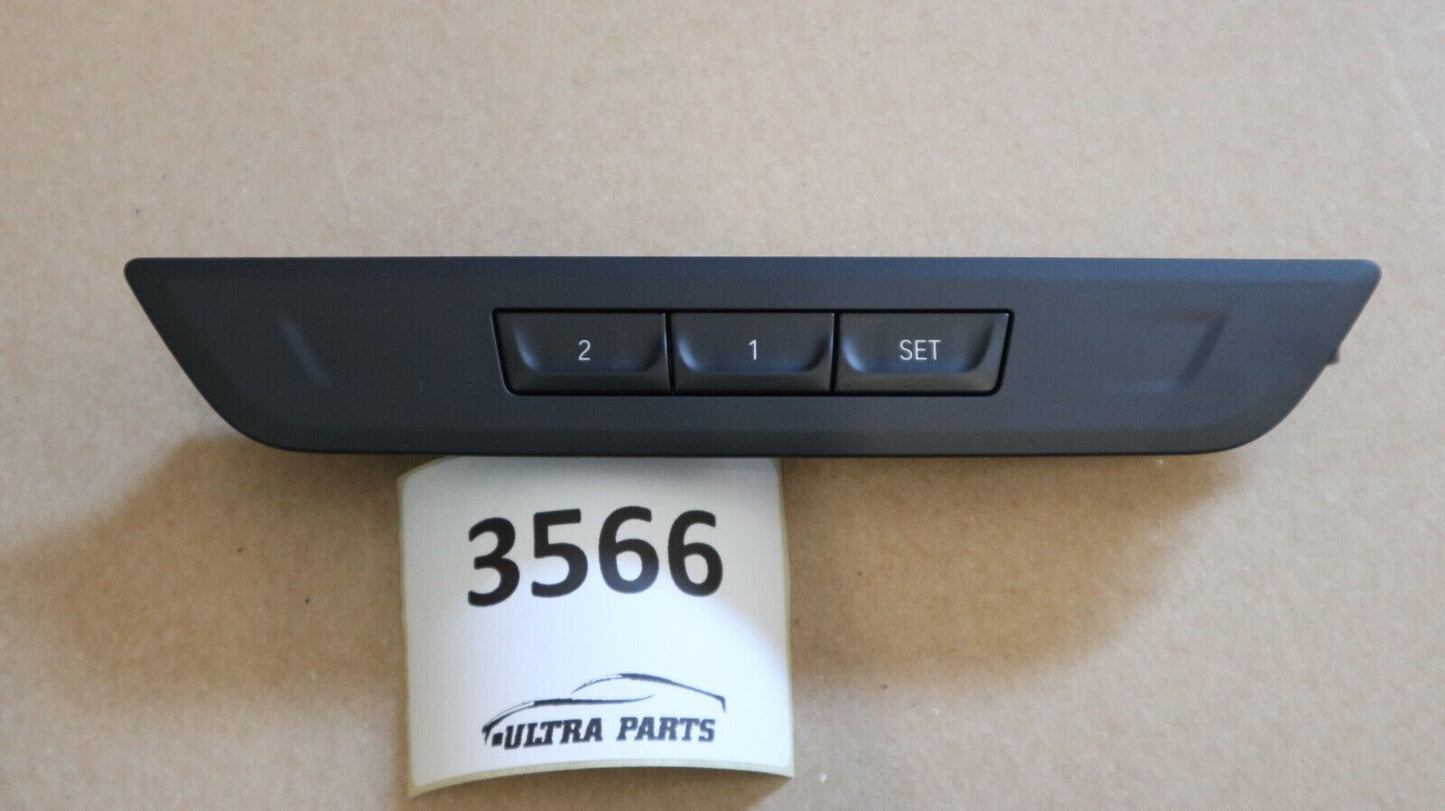 2 1 SET
3566
ULTRA PARTS